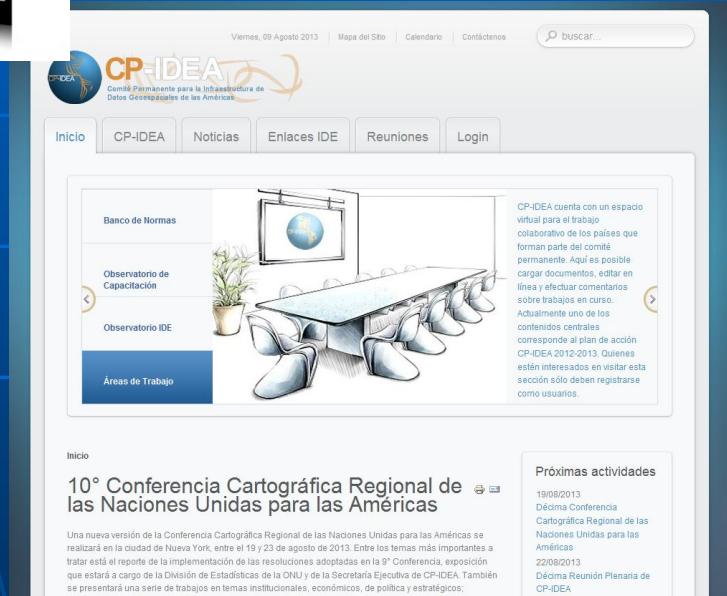 Viernes, 09 Agosto 2013 Mapa del Sitio Calendario Contáctenos buscar...
CP-IDEA
CP-IDEA
Comité Permanente para la Infraestructura de
Datos Geoespaciales de las Américas
Inicio CP-IDEA Noticias Enlaces IDE Reuniones Login
Banco de Normas
Observatorio de
Capacitación
Observatorio IDE
Áreas de Trabajo
CP-IDEA cuenta con un espacio
virtual para el trabajo
colaborativo de los países que
forman parte del comité
permanente. Aquí es posible
cargar documentos, editar en
línea y efectuar comentarios
sobre trabajos en curso.
Actualmente uno de los
contenidos centrales
corresponde al plan de acción
CP-IDEA 2012-2013. Quienes
estén interesados en visitar esta
sección sólo deben registrarse
como usuarios.
Inicio
10° Conferencia Cartográfica Regional de
las Naciones Unidas para las Américas
Una nueva versión de la Conferencia Cartográfica Regional de las Naciones Unidas para las Américas se
realizará en la ciudad de Nueva York, entre el 19 y 23 de agosto de 2013. Entre los temas más importantes a
tratar está el reporte de la implementación de las resoluciones adoptadas en la 9° Conferencia, exposición
que estará a cargo de la División de Estadísticas de la ONU y de la Secretaría Ejecutiva de CP-IDEA. También
se presentará una serie de trabajos en temas institucionales, económicos, de política y estratégicos;
Próximas actividades
19/08/2013
Décima Conferencia
Cartográfica Regional de las
Naciones Unidas para las
Américas
22/08/2013
Décima Reunión Plenaria de
CP-IDEA